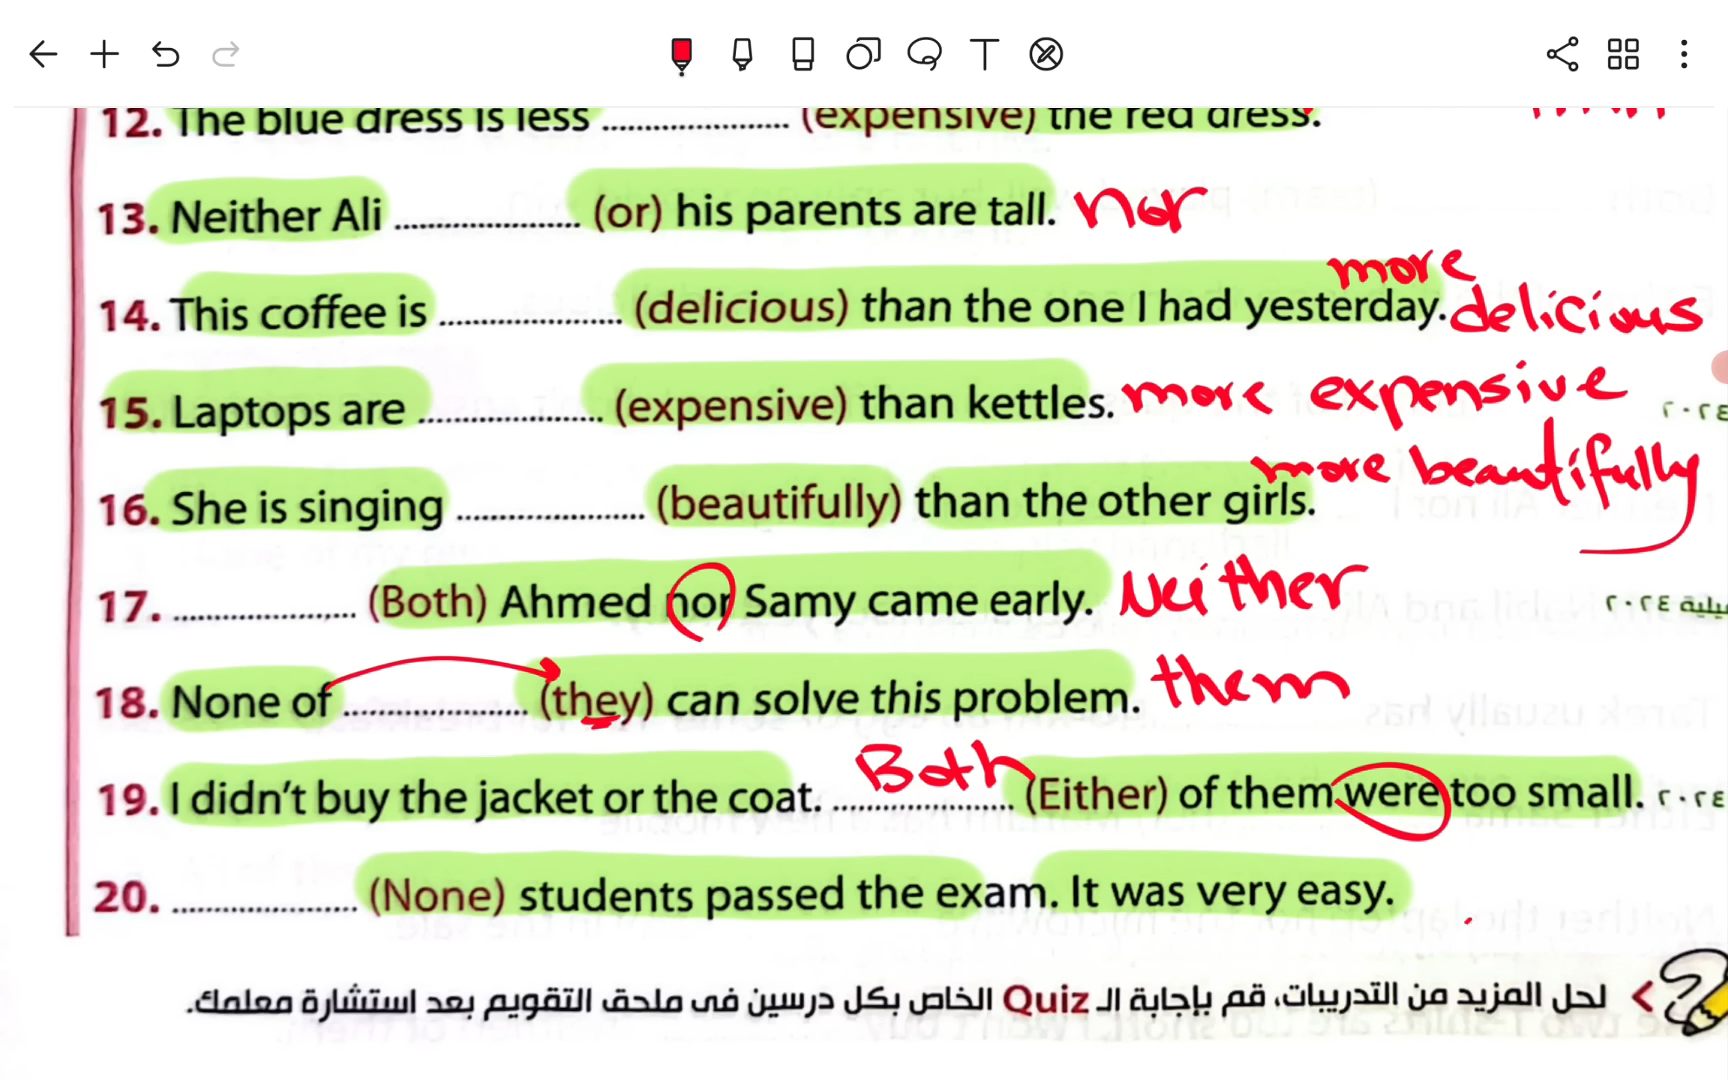 12. The blue dress is less .................... (expensive) the red dress.
13. Neither Ali .................... (or) his parents are tall. nor
more
14. This coffee is .................... (delicious) than the one I had yesterday. delicious
15. Laptops are .................... (expensive) than kettles. more expensive
٢٠٢٤
16. She is singing .................... (beautifully) than the other girls. more beautifully
17. .................... (Both) Ahmed nor Samy came early. Neither
٢٠٢٤
18. None of .................... (they) can solve this problem. them
Both
19. I didn't buy the jacket or the coat. .................... (Either) of them were too small. ٢٠٢٤
20. .................... (None) students passed the exam. It was very easy.
لحل المزيد من التدريبات، قم بإجابة الـ Quiz الخاص بكل درسين فى ملحق التقويم بعد استشارة معلمك.